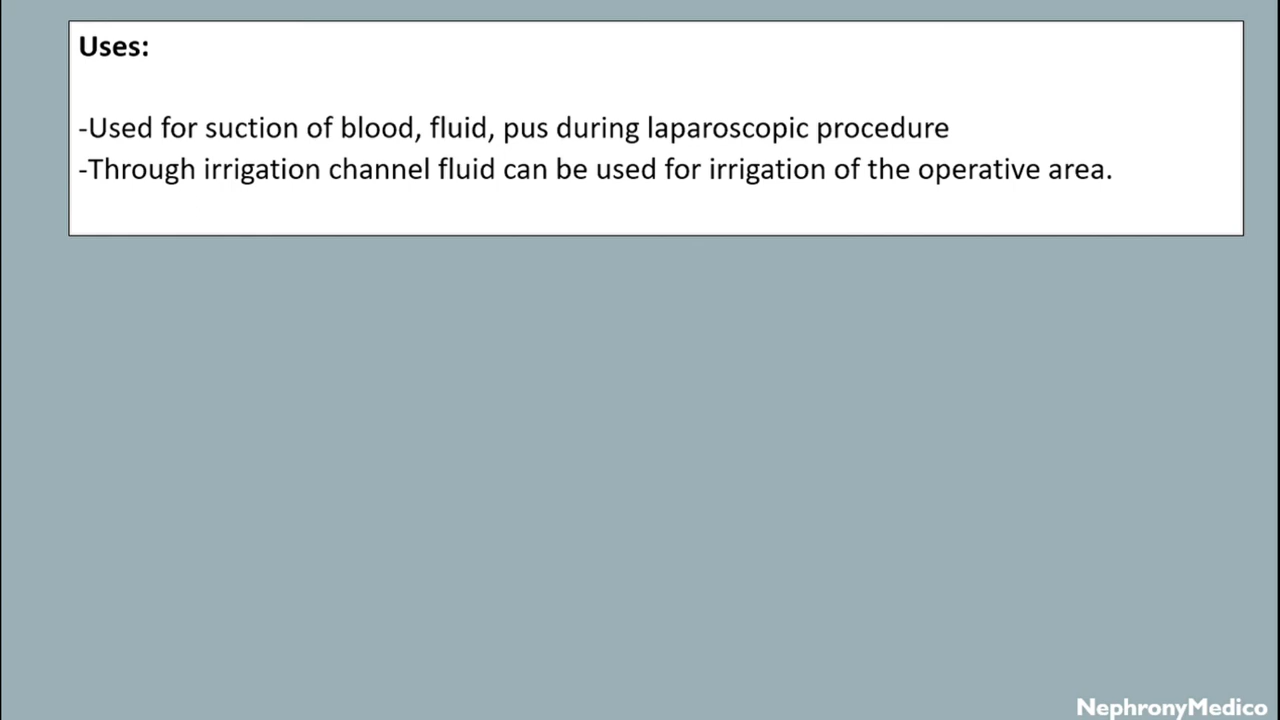 Uses:
-Used for suction of blood, fluid, pus during laparoscopic procedure
-Through irrigation channel fluid can be used for irrigation of the operative area.
NephronyMedico